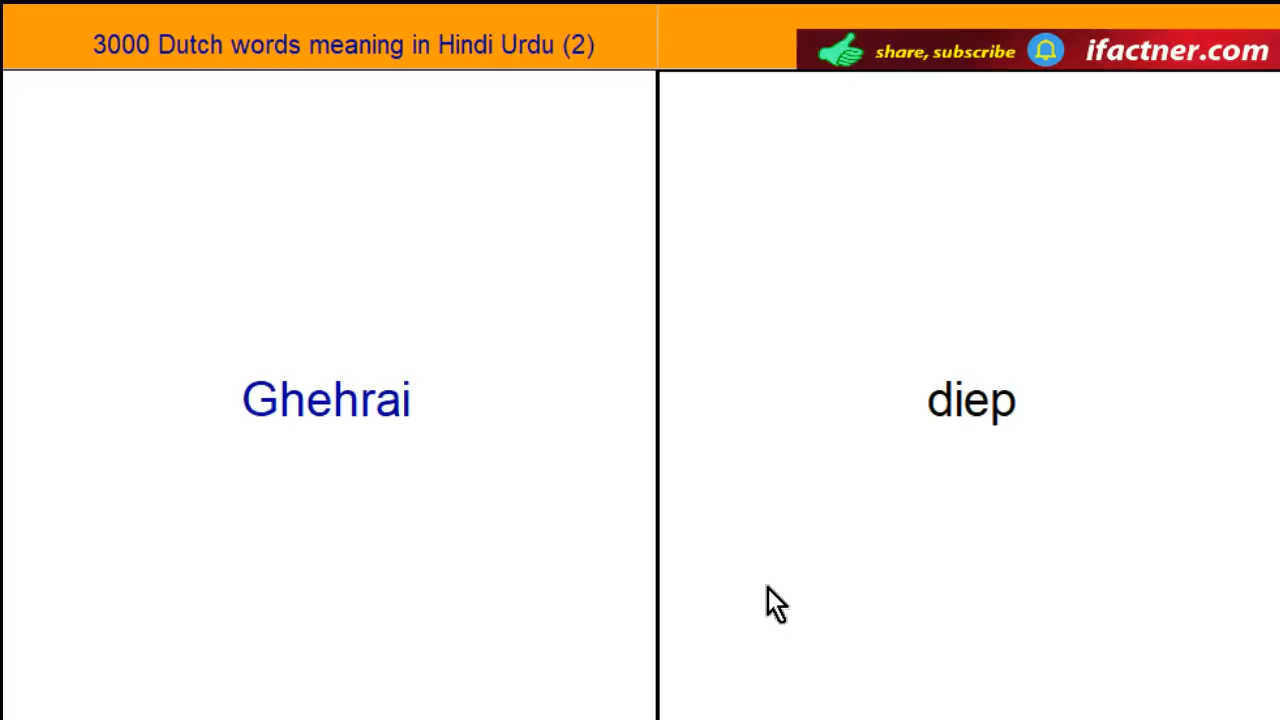 3000 Dutch words meaning in Hindi Urdu (2)
share, subscribe
ifactner.com
Ghehrai
diep